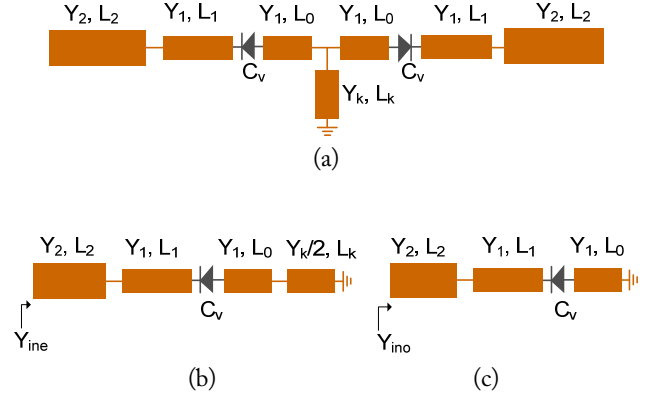 Y₂, L₂ Y₁, L₁ Y₁, L₀ Y₁, L₀ Y₁, L₁ Y₂, L₂
Cᵥ Cᵥ
Yₖ, Lₖ
(a)
Y₂, L₂ Y₁, L₁ Y₁, L₀ Yₖ/2, Lₖ
Cᵥ
Yᵢₙₑ
(b)
Y₂, L₂ Y₁, L₁ Y₁, L₀
Cᵥ
Yᵢₙₒ
(c)